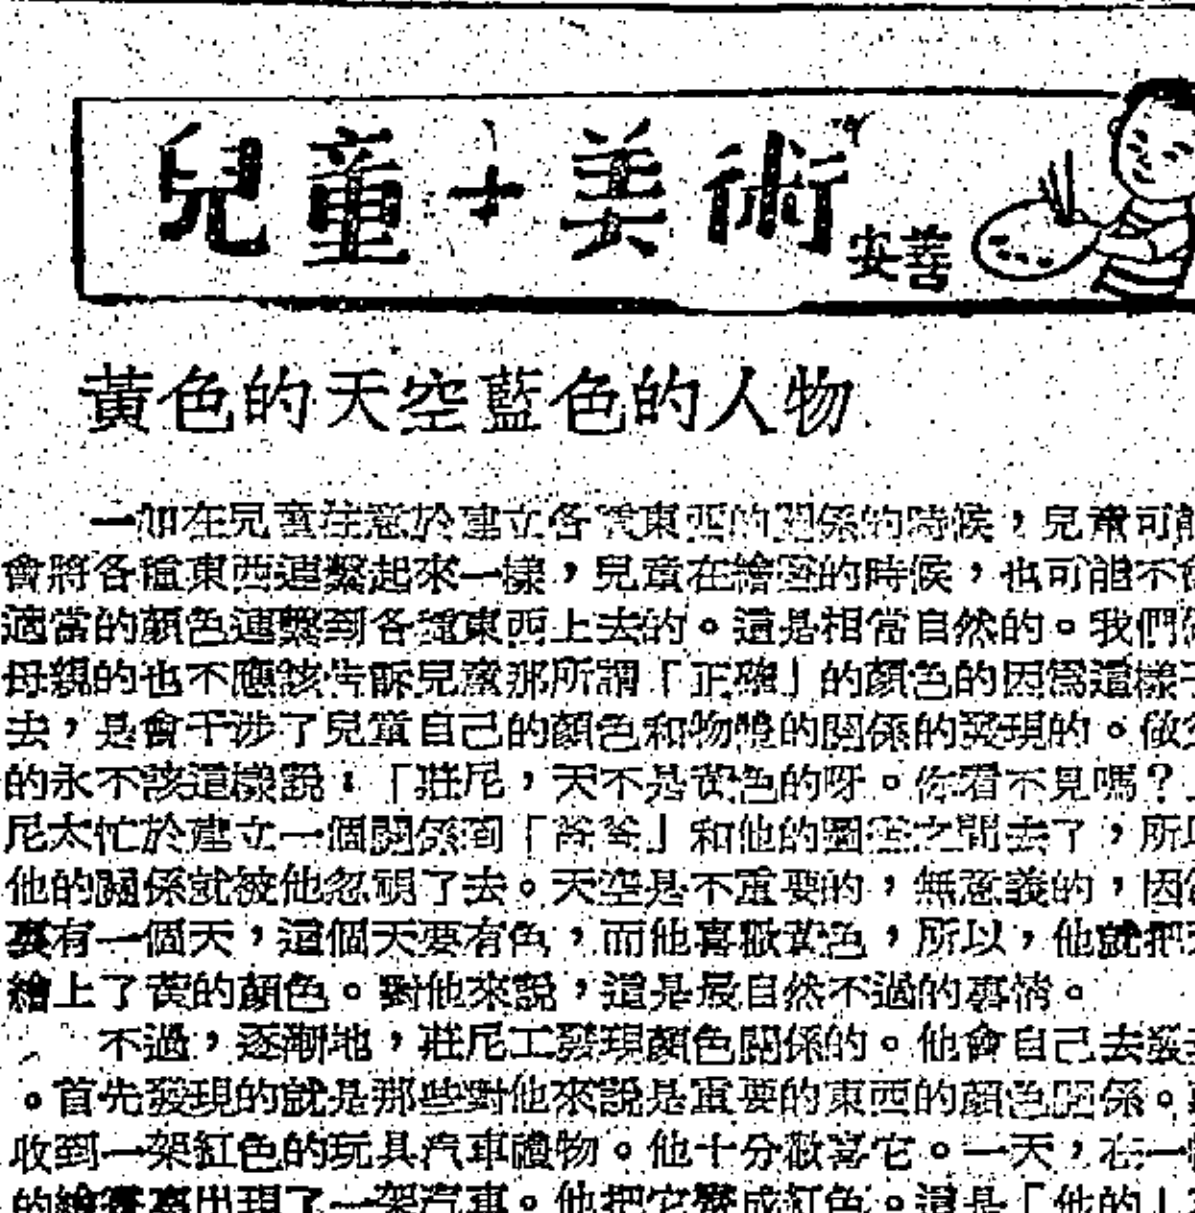 兒童+美術
安善
黃色的天空藍色的人物
一如在兒童注意於建立各種東西的關係的時候，兒童可能
會將各種東西連繫起來一樣，兒童在繪圖的時候，也可能不會
適當的顏色連繫到各種東西上去的。這是相當自然的。我們做
母親的也不應該告訴兒童那所謂「正確」的顏色的因爲這樣
去，是會干涉了兒童自己的顏色和物體的關係的發現的。做
的永不該這樣說：「莊尼，天不是黃色的呀。你看不見嗎？
尼太忙於建立一個關係到「爸爸」和他的圖畫之間去了，所以
他的關係就被他忽視了去。天空是不重要的，無意義的，因
裏有一個天，這個天要有色，而他喜歡黃色，所以，他就把
繪上了黃的顏色。對他來說，這是最自然不過的事情。
不過，逐漸地，莊尼工發現顏色關係的。他會自己去發
。首先發現的就是那些對他來說是重要的東西的顏色關係。
收到一架紅色的玩具汽車禮物。他十分歡喜它。一天，在一
的繪畫裏出現了一架汽車。他把它髹成紅色。這是「他的」